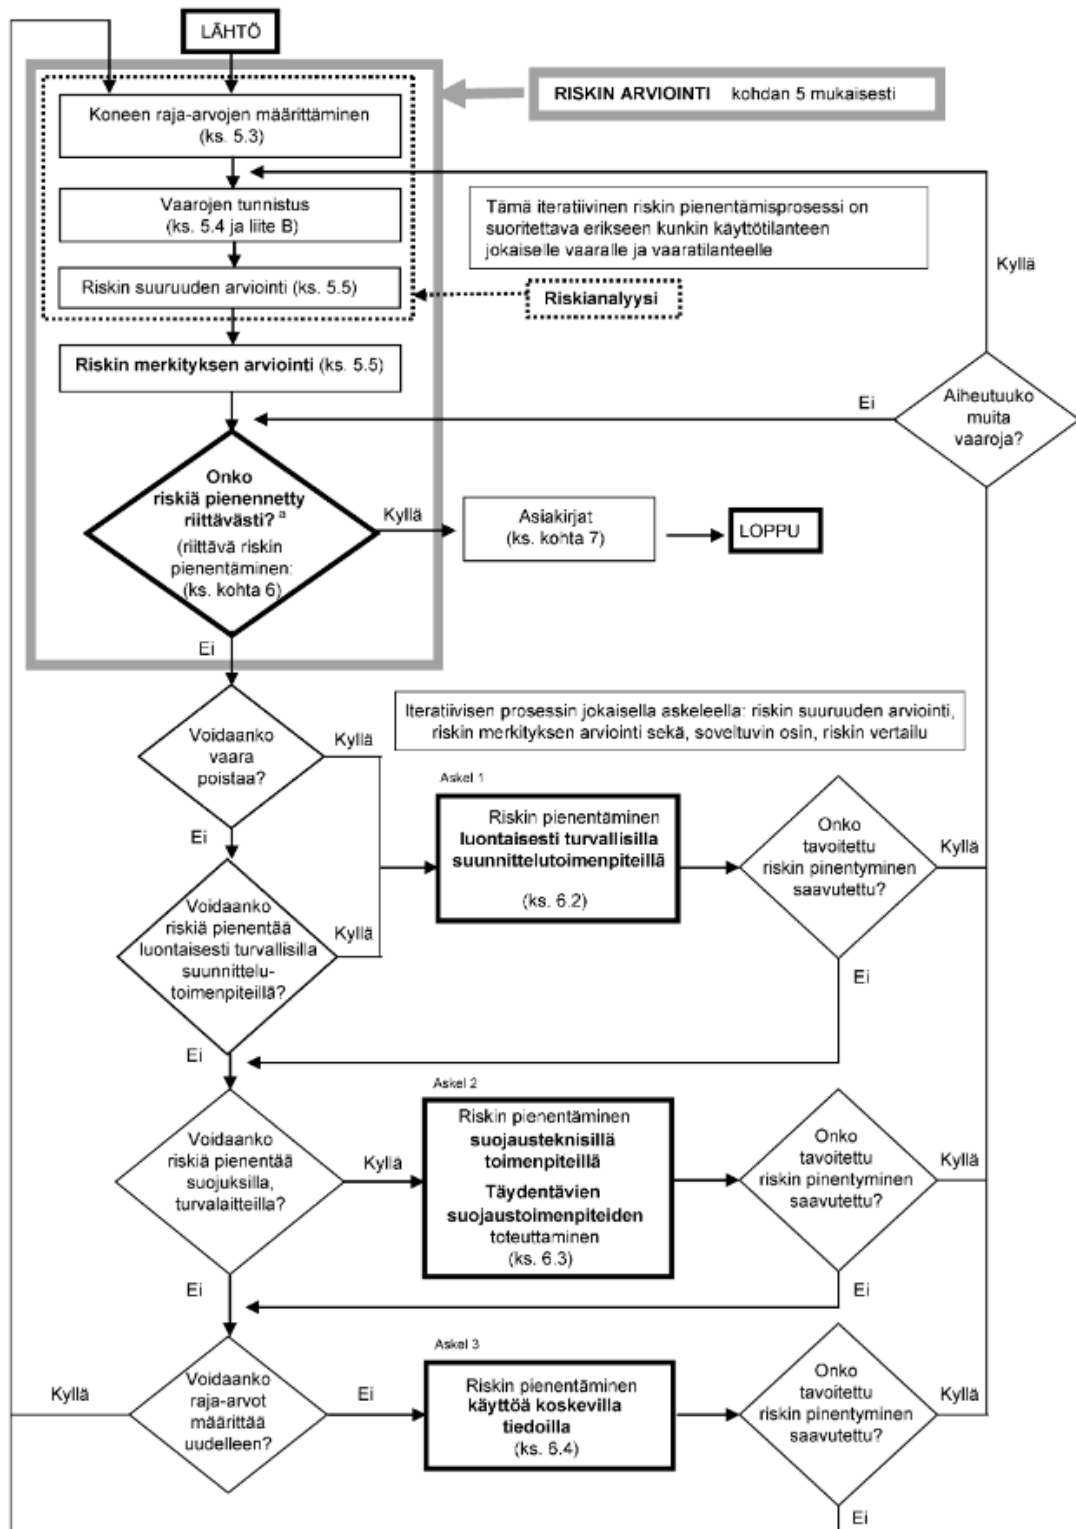 LÄHTÖ
RISKIN ARVIOINTI kohdan 5 mukaisesti
Koneen raja-arvojen määrittäminen
(ks. 5.3)
Vaarojen tunnistus
(ks. 5.4 ja liite B)
Tämä iteratiivinen riskin pienentämisprosessi on
suoritettava erikseen kunkin käyttötilanteen
jokaiselle vaaralle ja vaaratilanteelle
Kyllä
Riskin suuruuden arviointi (ks. 5.5)
Riskianalyysi
Riskin merkityksen arviointi (ks. 5.5)
Ei
Aiheutuuko
muita
vaaroja?
Onko
riskiä pienennetty
riittävästi? a
(riittävä riskin
pienentäminen:
(ks. kohta 6)
Kyllä
Asiakirjat
(ks. kohta 7)
LOPPU
Ei
Voidaanko
vaara
poistaa?
Kyllä
Iteratiivisen prosessin jokaisella askeleella: riskin suuruuden arviointi,
riskin merkityksen arviointi sekä, soveltuvin osin, riskin vertailu
Askel 1
Riskin pienentäminen
luontaisesti turvallisilla
suunnittelutoimenpiteillä
(ks. 6.2)
Onko
tavoitettu
riskin pinentyminen
saavutettu?
Kyllä
Ei
Voidaanko
riskiä pienentää
luontaisesti turvallisilla
suunnittelu-
toimenpiteillä?
Kyllä
Ei
Ei
Askel 2
Voidaanko
riskiä pienentää
suojuksilla,
turvalaitteilla?
Kyllä
Riskin pienentäminen
suojausteknisillä
toimenpiteillä
Täydentävien
suojaustoimenpiteiden
toteuttaminen
(ks. 6.3)
Onko
tavoitettu
riskin pinentyminen
saavutettu?
Kyllä
Ei
Ei
Askel 3
Kyllä
Voidaanko
raja-arvot
määrittää
uudelleen?
Ei
Riskin pienentäminen
käyttöä koskevilla
tiedoilla
(ks. 6.4)
Onko
tavoitettu
riskin pinentyminen
saavutettu?
Kyllä
Ei